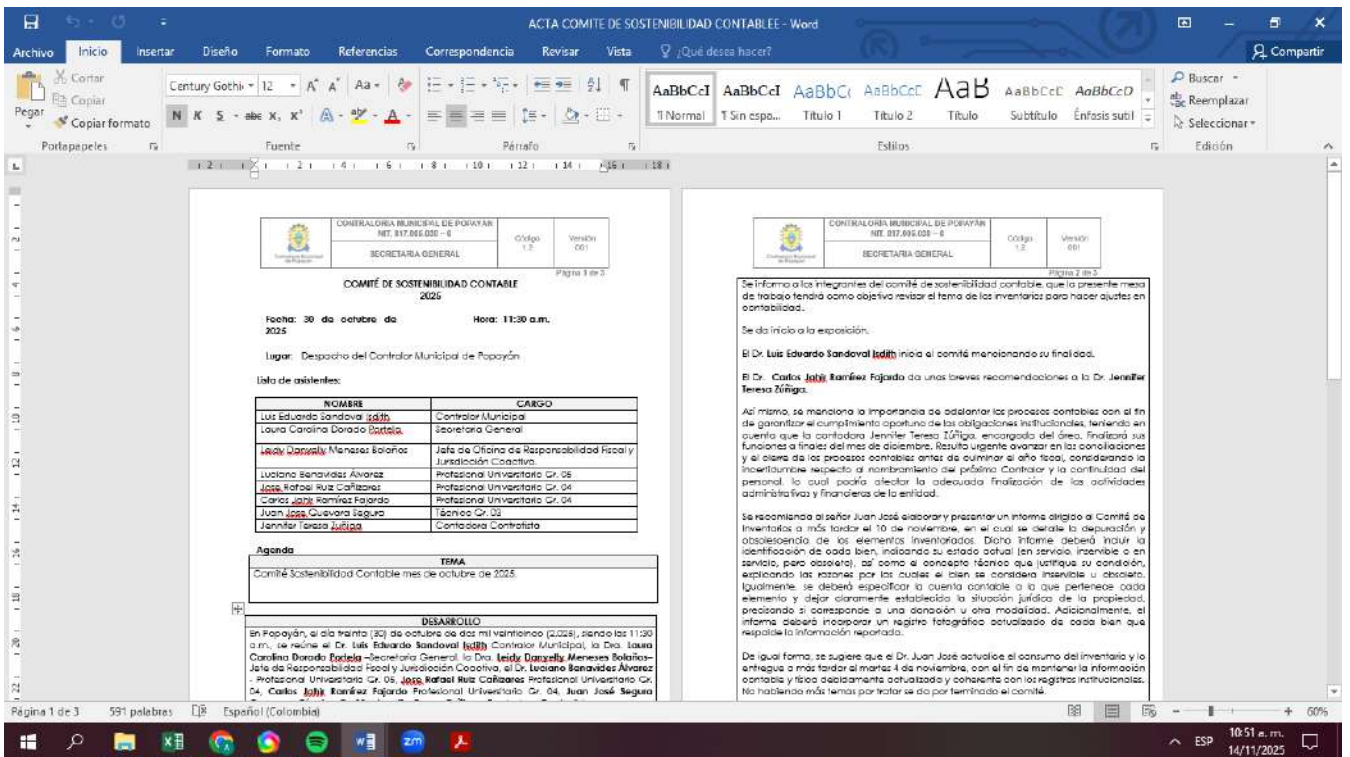 ACTA COMITE DE SOSTENIBILIDAD CONTABLEE - Word
Archivo Inicio Insertar Diseño Formato Referencias Correspondencia Revisar Vista ¿Qué desea hacer? Compartir
Cortar
Copiar
Pegar
Copiar formato
Century Gothi 12
N K S
AaBbCcI AaBbCcI AaBbC AaBbCcC AaB AaBbCcC AaBbCcD
¶ Normal ¶ Sin espa... Título 1 Título 2 Título Subtítulo Énfasis sutil
Buscar
Reemplazar
Seleccionar
Portapapeles Fuente Párrafo Estilos Edición
CONTRALORÍA MUNICIPAL DE POPAYÁN
NIT. 817.005.028 – 6
SECRETARIA GENERAL
Código
1.2
Versión
001
Página 1 de 3
COMITÉ DE SOSTENIBILIDAD CONTABLE
2025
Fecha: 30 de octubre de 2025
Hora: 11:30 a.m.
Lugar: Despacho del Contralor Municipal de Popayán
Lista de asistentes:
NOMBRE CARGO
Luis Eduardo Sandoval Isdith Contralor Municipal
Laura Carolina Dorado Portela Secretaria General
Leidy Danyelly Meneses Bolaños Jefe de Oficina de Responsabilidad Fiscal y
Jurisdicción Coactiva.
Luciano Benavides Álvarez Profesional Universitario Gr. 05
Jose Rafael Ruiz Cañizares Profesional Universitario Gr. 04
Carlos Jahir Ramírez Fajardo Profesional Universitario Gr. 04
Juan Jose Guevara Segura Técnico Gr. 03
Jennifer Teresa Zuñiga Contadora Contratista
Agenda
TEMA
Comité Sostenibilidad Contable mes de octubre de 2025.
DESARROLLO
En Popayán, el día treinta (30) de octubre de dos mil veinticinco (2.025), siendo las 11:30
a.m., se reúne el Dr. Luis Eduardo Sandoval Isdith Contralor Municipal, la Dra. Laura
Carolina Dorado Portela –Secretaria General, la Dra. Leidy Danyelly Meneses Bolaños–
Jefe de Responsabilidad Fiscal y Jurisdicción Coactiva, el Dr. Luciano Benavides Álvarez
- Profesional Universitario Gr. 05, Jose Rafael Ruiz Cañizares Profesional Universitario Gr.
04, Carlos Jahir Ramírez Fajardo Profesional Universitario Gr. 04, Juan José Segura
CONTRALORÍA MUNICIPAL DE POPAYÁN
NIT. 817.005.028 – 6
SECRETARIA GENERAL
Código
1.2
Versión
001
Página 2 de 3
Se informa a los integrantes del comité de sostenibilidad contable, que la presente mesa
de trabajo tendrá como objetivo revisar el tema de los inventarios para hacer ajustes en
contabilidad.
Se da inicio a la exposición.
El Dr. Luis Eduardo Sandoval Isdith inicia el comité mencionando su finalidad.
El Dr. Carlos Jahir Ramírez Fajardo da unas breves recomendaciones a la Dr. Jennifer
Teresa Zúñiga.
Así mismo, se menciona la importancia de adelantar los procesos contables con el fin
de garantizar el cumplimiento oportuno de las obligaciones institucionales, teniendo en
cuenta que la contadora Jennifer Teresa Zúñiga, encargada del área, finalizará sus
funciones a finales del mes de diciembre. Resulta urgente avanzar en las conciliaciones
y el cierre de los procesos contables antes de culminar el año fiscal, considerando la
incertidumbre respecto al nombramiento del próximo Contralor y la continuidad del
personal, lo cual podría afectar la adecuada finalización de las actividades
administrativas y financieras de la entidad.
Se recomienda al señor Juan José elaborar y presentar un informe dirigido al Comité de
Inventarios a más tardar el 10 de noviembre, en el cual se detalle la depuración y
obsolescencia de los elementos inventariados. Dicho informe deberá incluir la
identificación de cada bien, indicando su estado actual (en servicio, inservible o en
servicio, pero obsoleto), así como el concepto técnico que justifique su condición,
explicando las razones por las cuales el bien se considera inservible u obsoleto.
Igualmente, se deberá especificar la cuenta contable a la que pertenece cada
elemento y dejar claramente establecida la situación jurídica de la propiedad,
precisando si corresponde a una donación u otra modalidad. Adicionalmente, el
informe deberá incorporar un registro fotográfico actualizado de cada bien que
respalde la información reportada.
De igual forma, se sugiere que el Dr. Juan José actualice el consumo del inventario y lo
entregue a más tardar el martes 4 de noviembre, con el fin de mantener la información
contable y física debidamente actualizada y coherente con los registros institucionales.
No habiendo más temas por tratar se da por terminado el comité.
Página 1 de 3 591 palabras Español (Colombia) 60%
ESP 10:51 a. m.
14/11/2025